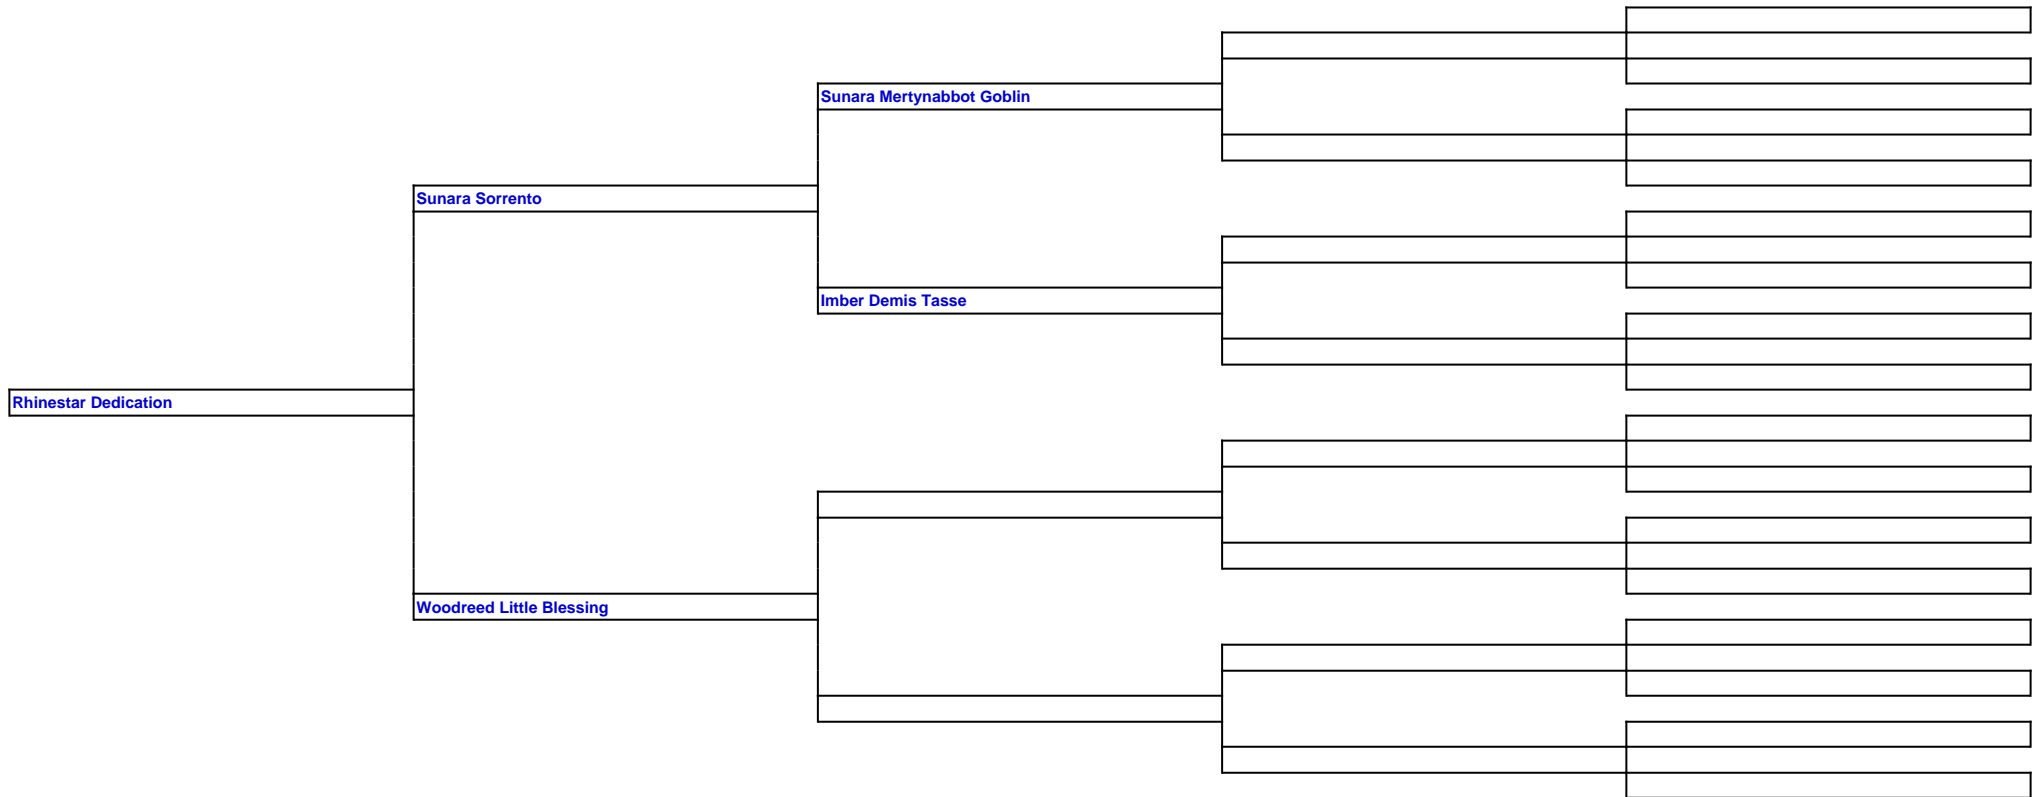 Sunara Mertynabbot Goblin
Sunara Sorrento
Imber Demis Tasse
Rhinestar Dedication
Woodreed Little Blessing